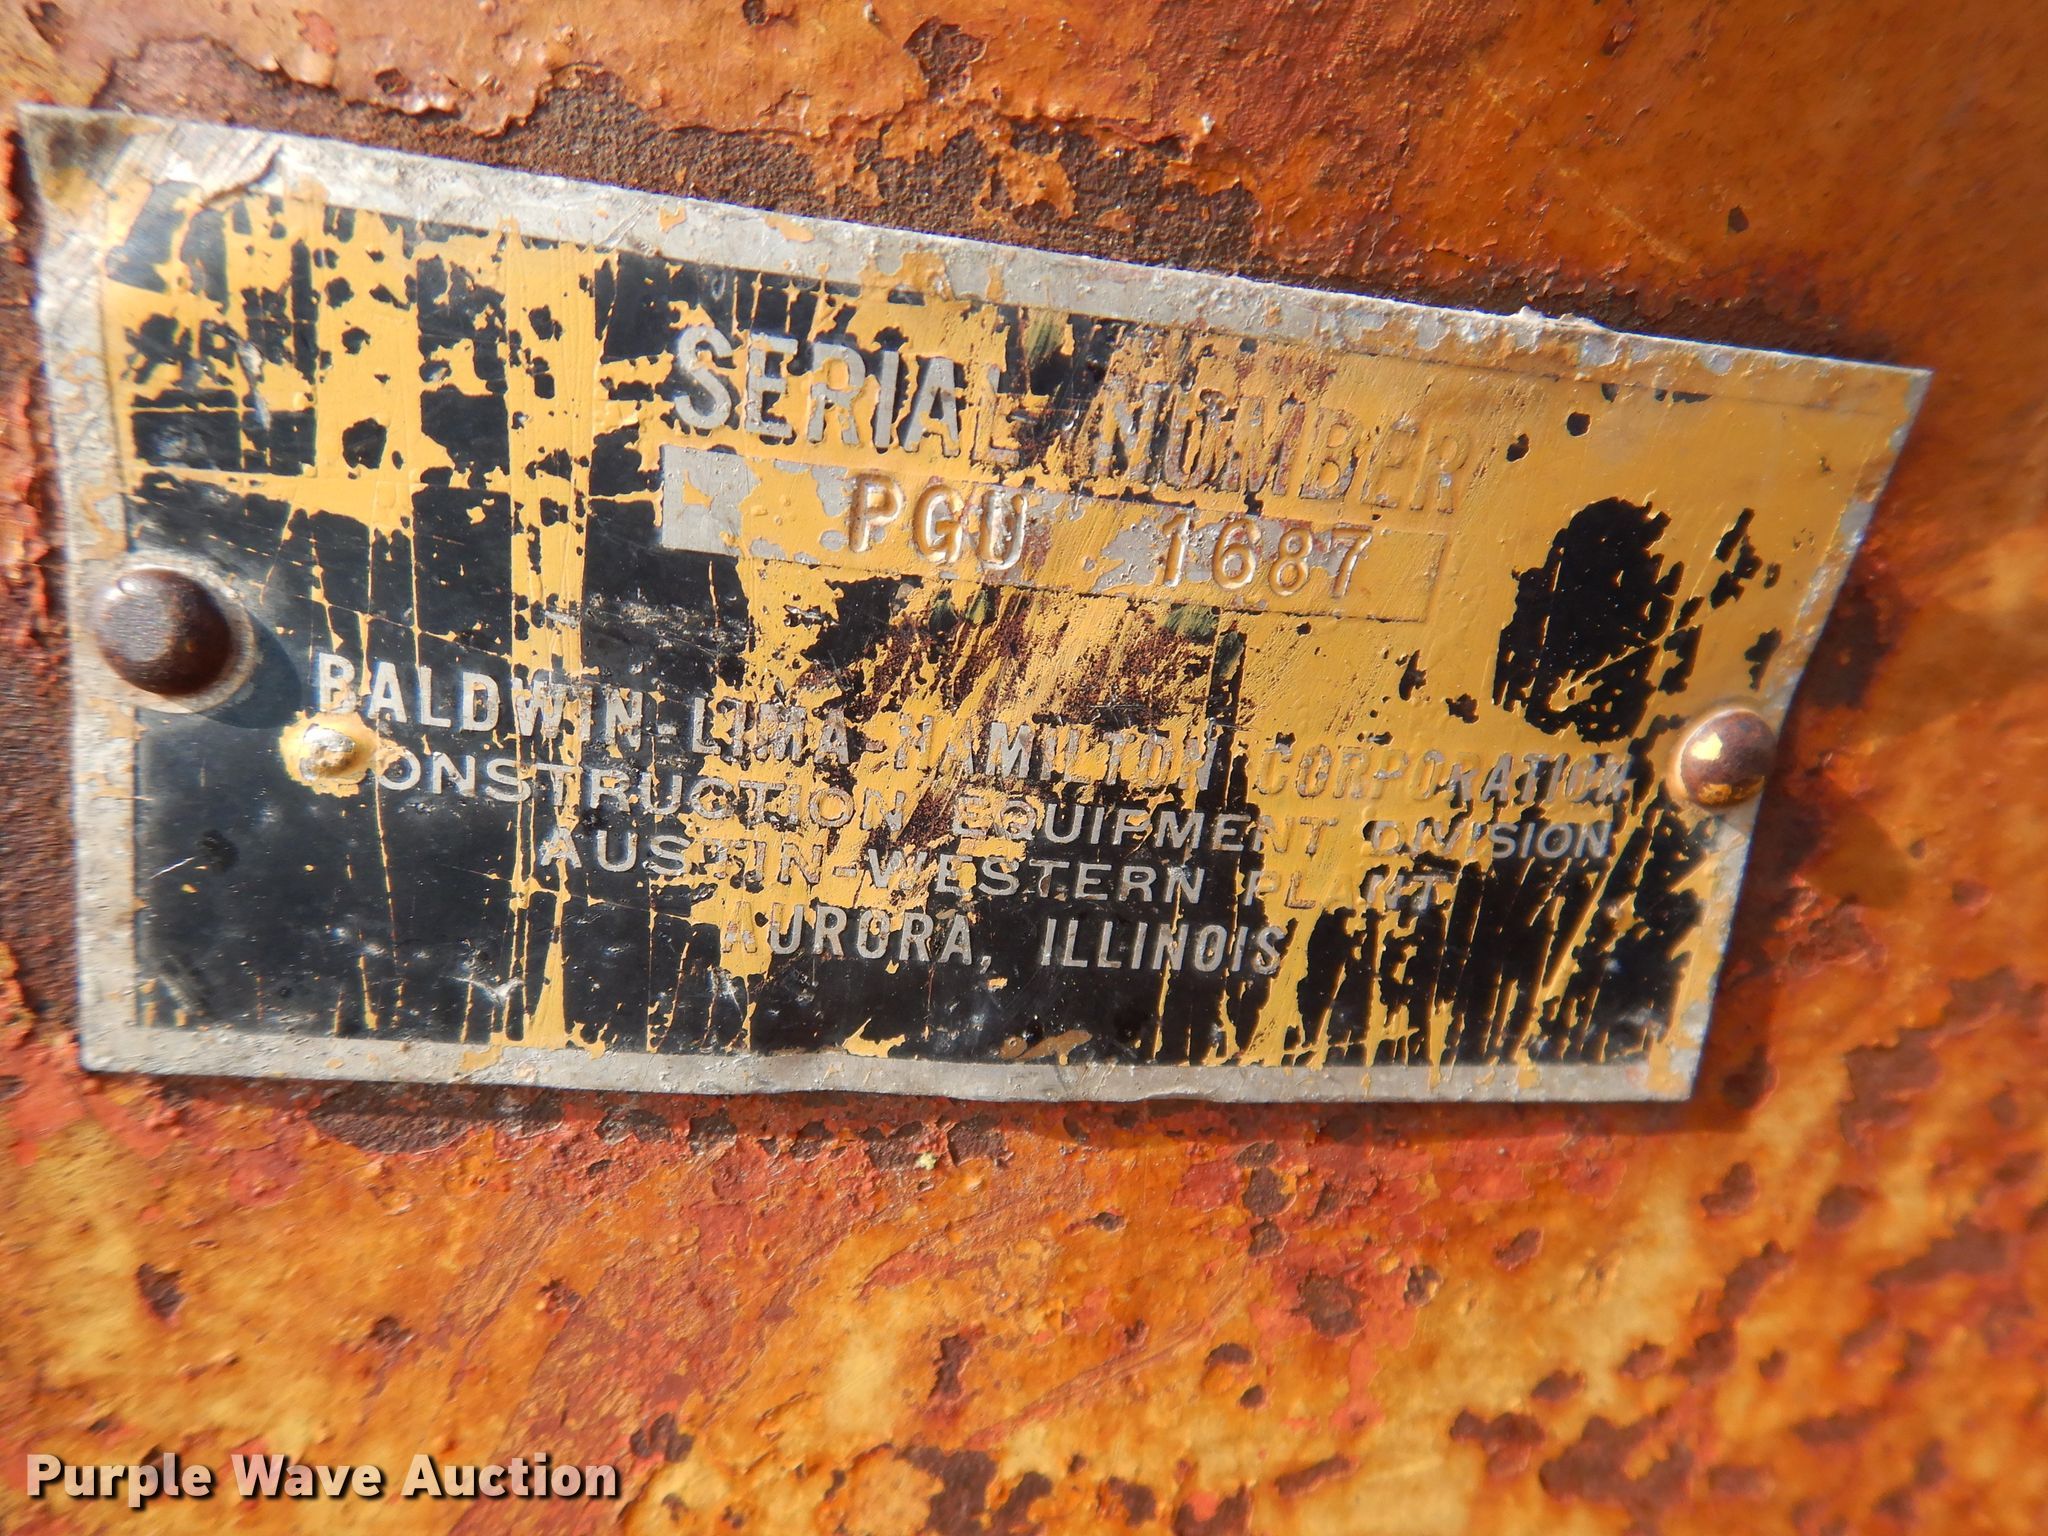 SERIAL NUMBER
PGU 1687
BALDWIN-LIMA-HAMILTON CORPORATION
CONSTRUCTION EQUIPMENT DIVISION
AUSTIN-WESTERN PLANT
AURORA, ILLINOIS
Purple Wave Auction